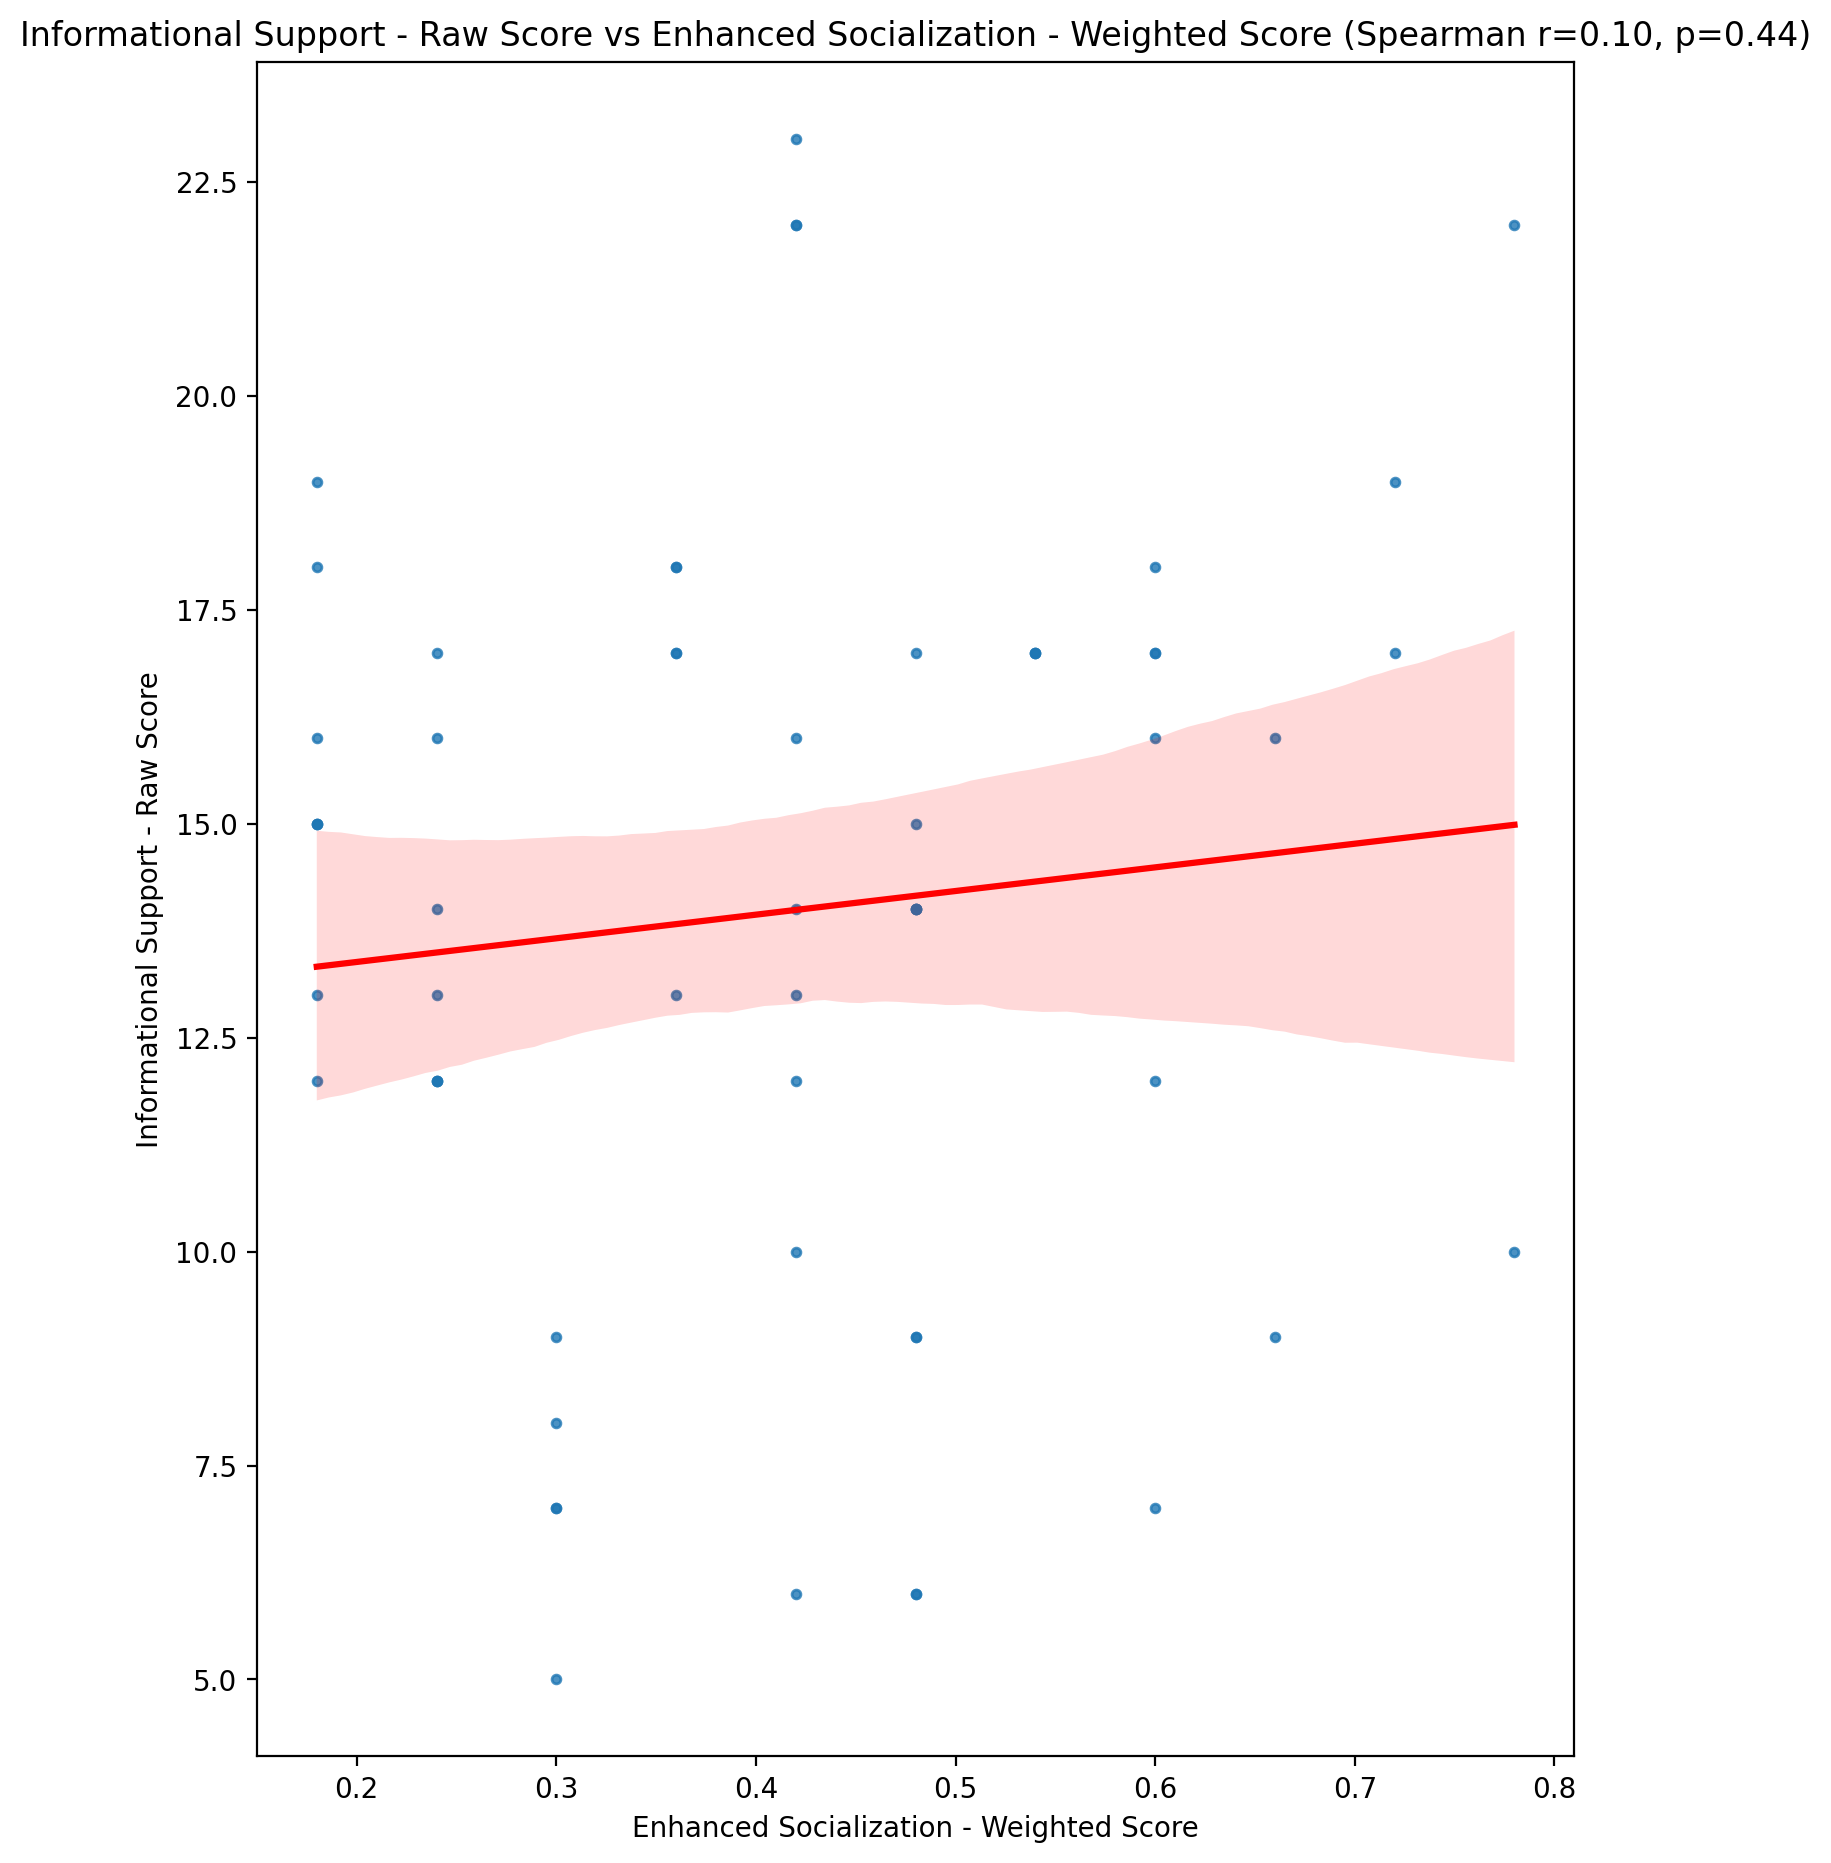 Informational Support - Raw Score vs Enhanced Socialization - Weighted Score (Spearman r=0.10, p=0.44)
22.5
20.0
17.5
15.0
12.5
10.0
7.5
5.0
Informational Support - Raw Score
0.2 0.3 0.4 0.5 0.6 0.7 0.8
Enhanced Socialization - Weighted Score